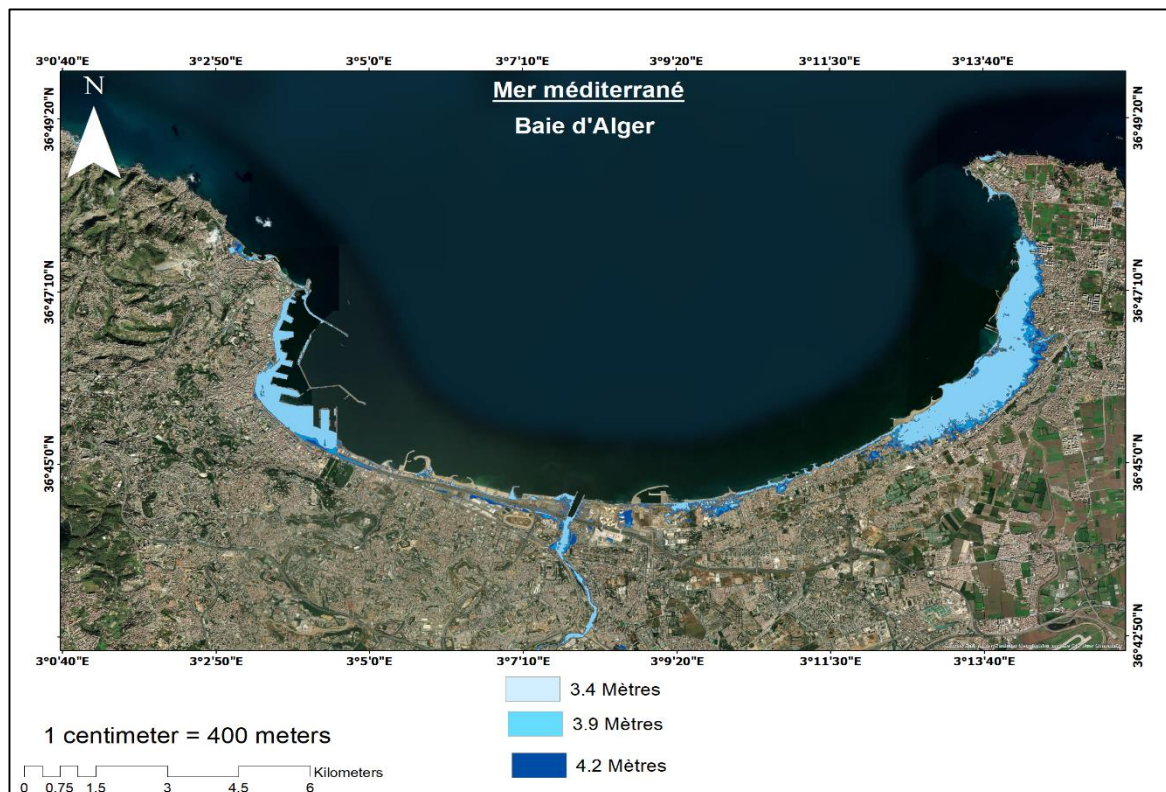 3°0'40"E 3°2'50"E 3°5'0"E 3°7'10"E 3°9'20"E 3°11'30"E 3°13'40"E
N
Mer méditerrané
Baie d'Alger
36°49'20"N 36°49'20"N
36°47'10"N 36°47'10"N
36°45'0"N 36°45'0"N
36°42'50"N 36°42'50"N
3°0'40"E 3°2'50"E 3°5'0"E 3°7'10"E 3°9'20"E 3°11'30"E 3°13'40"E
3.4 Mètres
3.9 Mètres
4.2 Mètres
1 centimeter = 400 meters
Kilometers
0 0.75 1.5 3 4.5 6